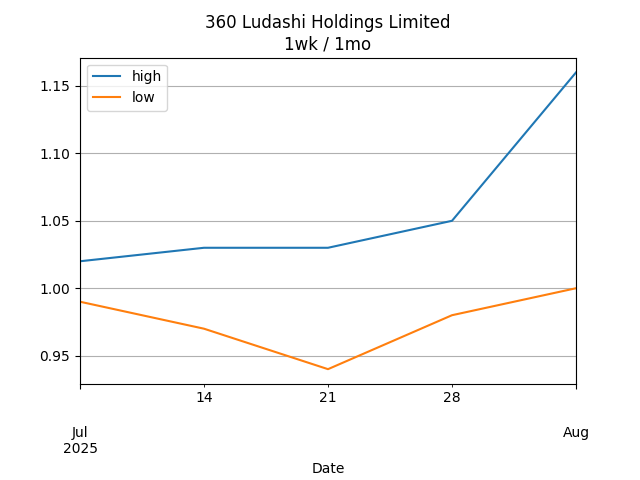 360 Ludashi Holdings Limited
1wk / 1mo
high
low
1.15
1.10
1.05
1.00
0.95
14
21
28
Jul
2025
Aug
Date